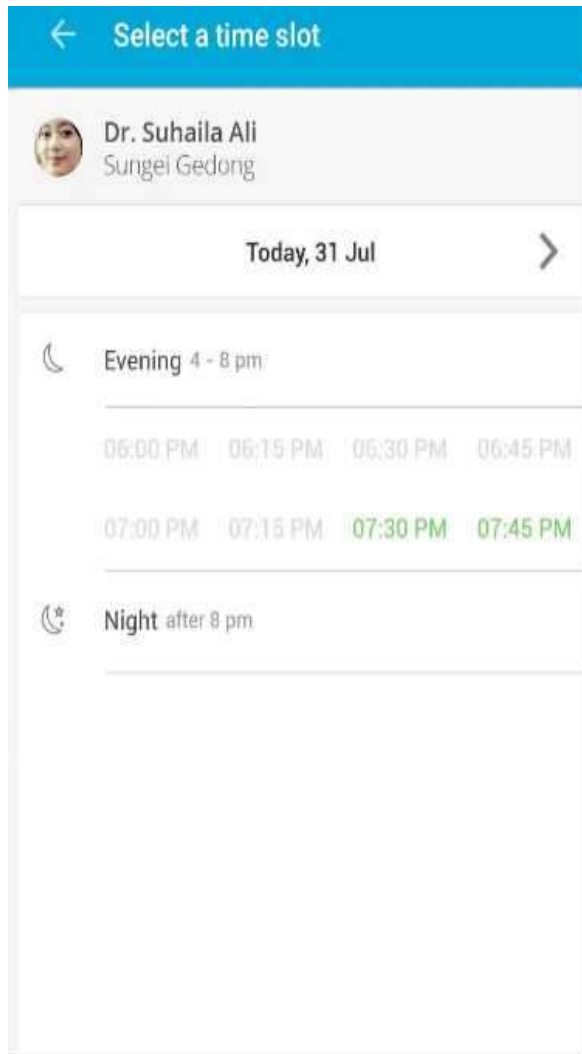 Select a time slot
Dr. Suhaila Ali
Sungei Gedong
Today, 31 Jul
Evening 4 - 8 pm
06:00 PM 06:15 PM 06:30 PM 06:45 PM
07:00 PM 07:15 PM 07:30 PM 07:45 PM
Night after 8 pm